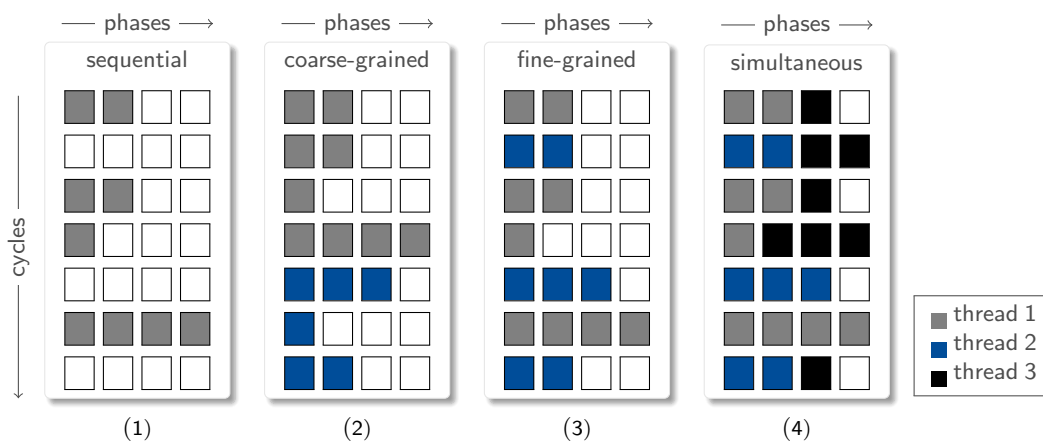 phases
phases
phases
phases
sequential
coarse-grained
fine-grained
simultaneous
cycles
thread 1
thread 2
thread 3
(1)
(2)
(3)
(4)